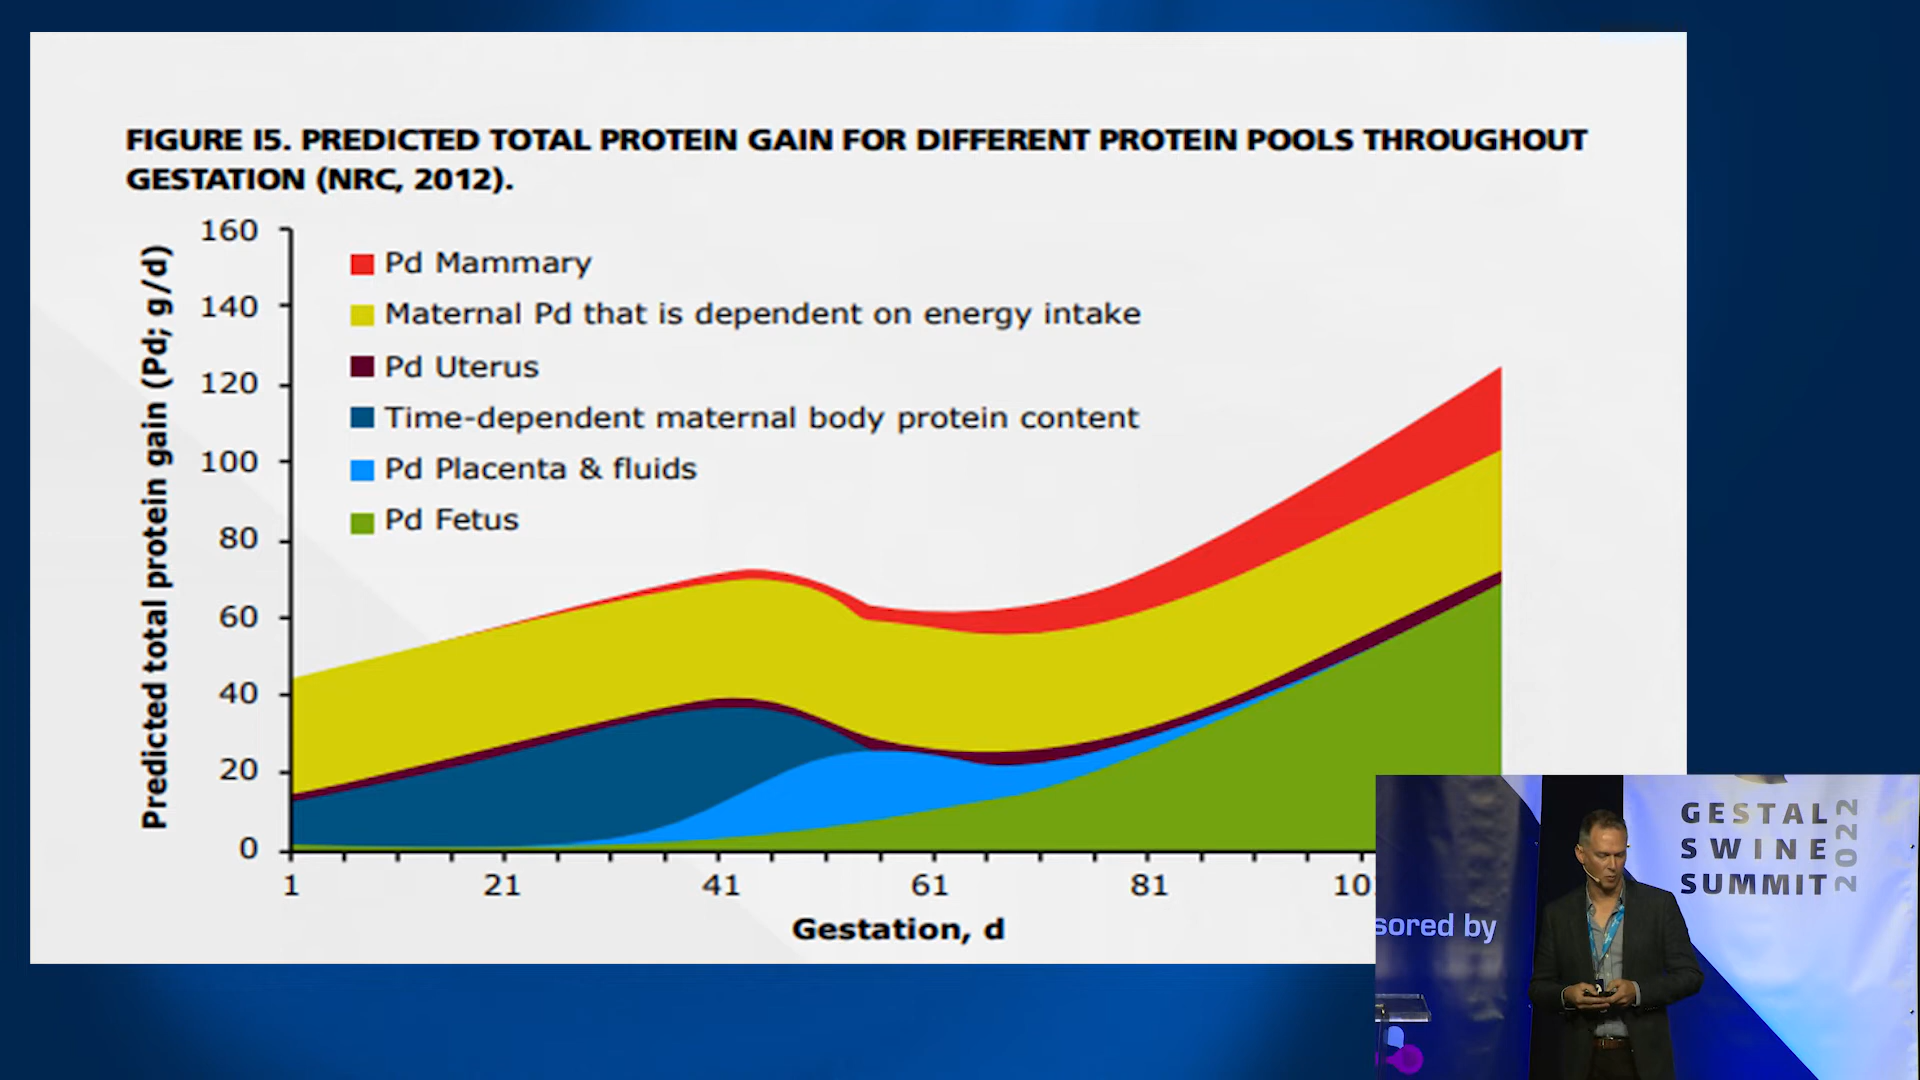 FIGURE I5. PREDICTED TOTAL PROTEIN GAIN FOR DIFFERENT PROTEIN POOLS THROUGHOUT
GESTATION (NRC, 2012).
Predicted total protein gain (Pd; g/d)
160
140
120
100
80
60
40
20
0
Pd Mammary
Maternal Pd that is dependent on energy intake
Pd Uterus
Time-dependent maternal body protein content
Pd Placenta & fluids
Pd Fetus
1 21 41 61 81 10
Gestation, d
GESTAL
SWINE
SUMMIT
2022
sored by